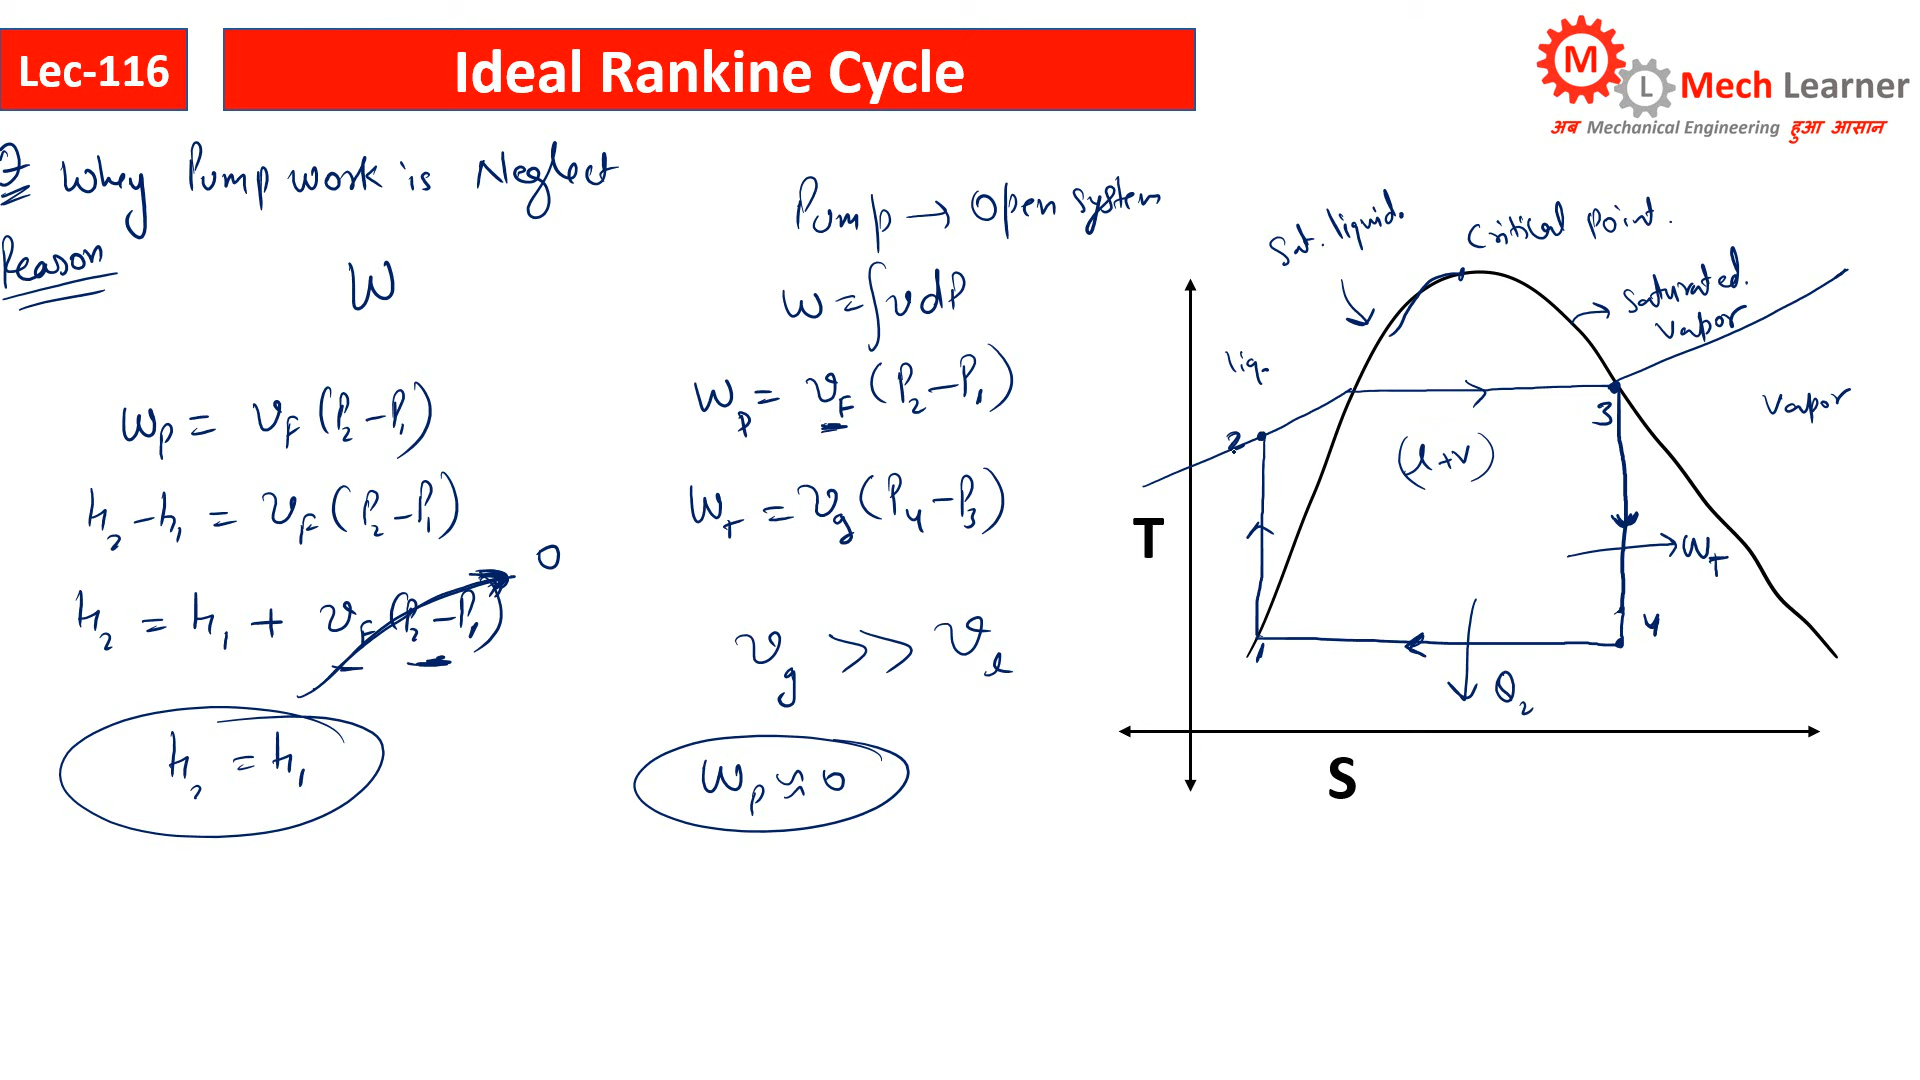 Lec-116
Ideal Rankine Cycle
M
L
Mech Learner
अब Mechanical Engineering हुआ आसान
Why Pump work is Neglect
Reason
W
Wp = vF (P2-P1)
h2-h1 = vF (P2-P1)
h2 = h1 + vF (P2-P1)
0
h2 = h1
Pump → Open System
W = ∫vdP
Wp = vF (P2-P1)
WT = vg (P4-P3)
vg >>> vl
Wp ≈ 0
Sat. liquid.
Critical Point.
Saturated.
Vapor
liq.
Vapor
2
3
(l+v)
T
WT
4
1
Q2
S